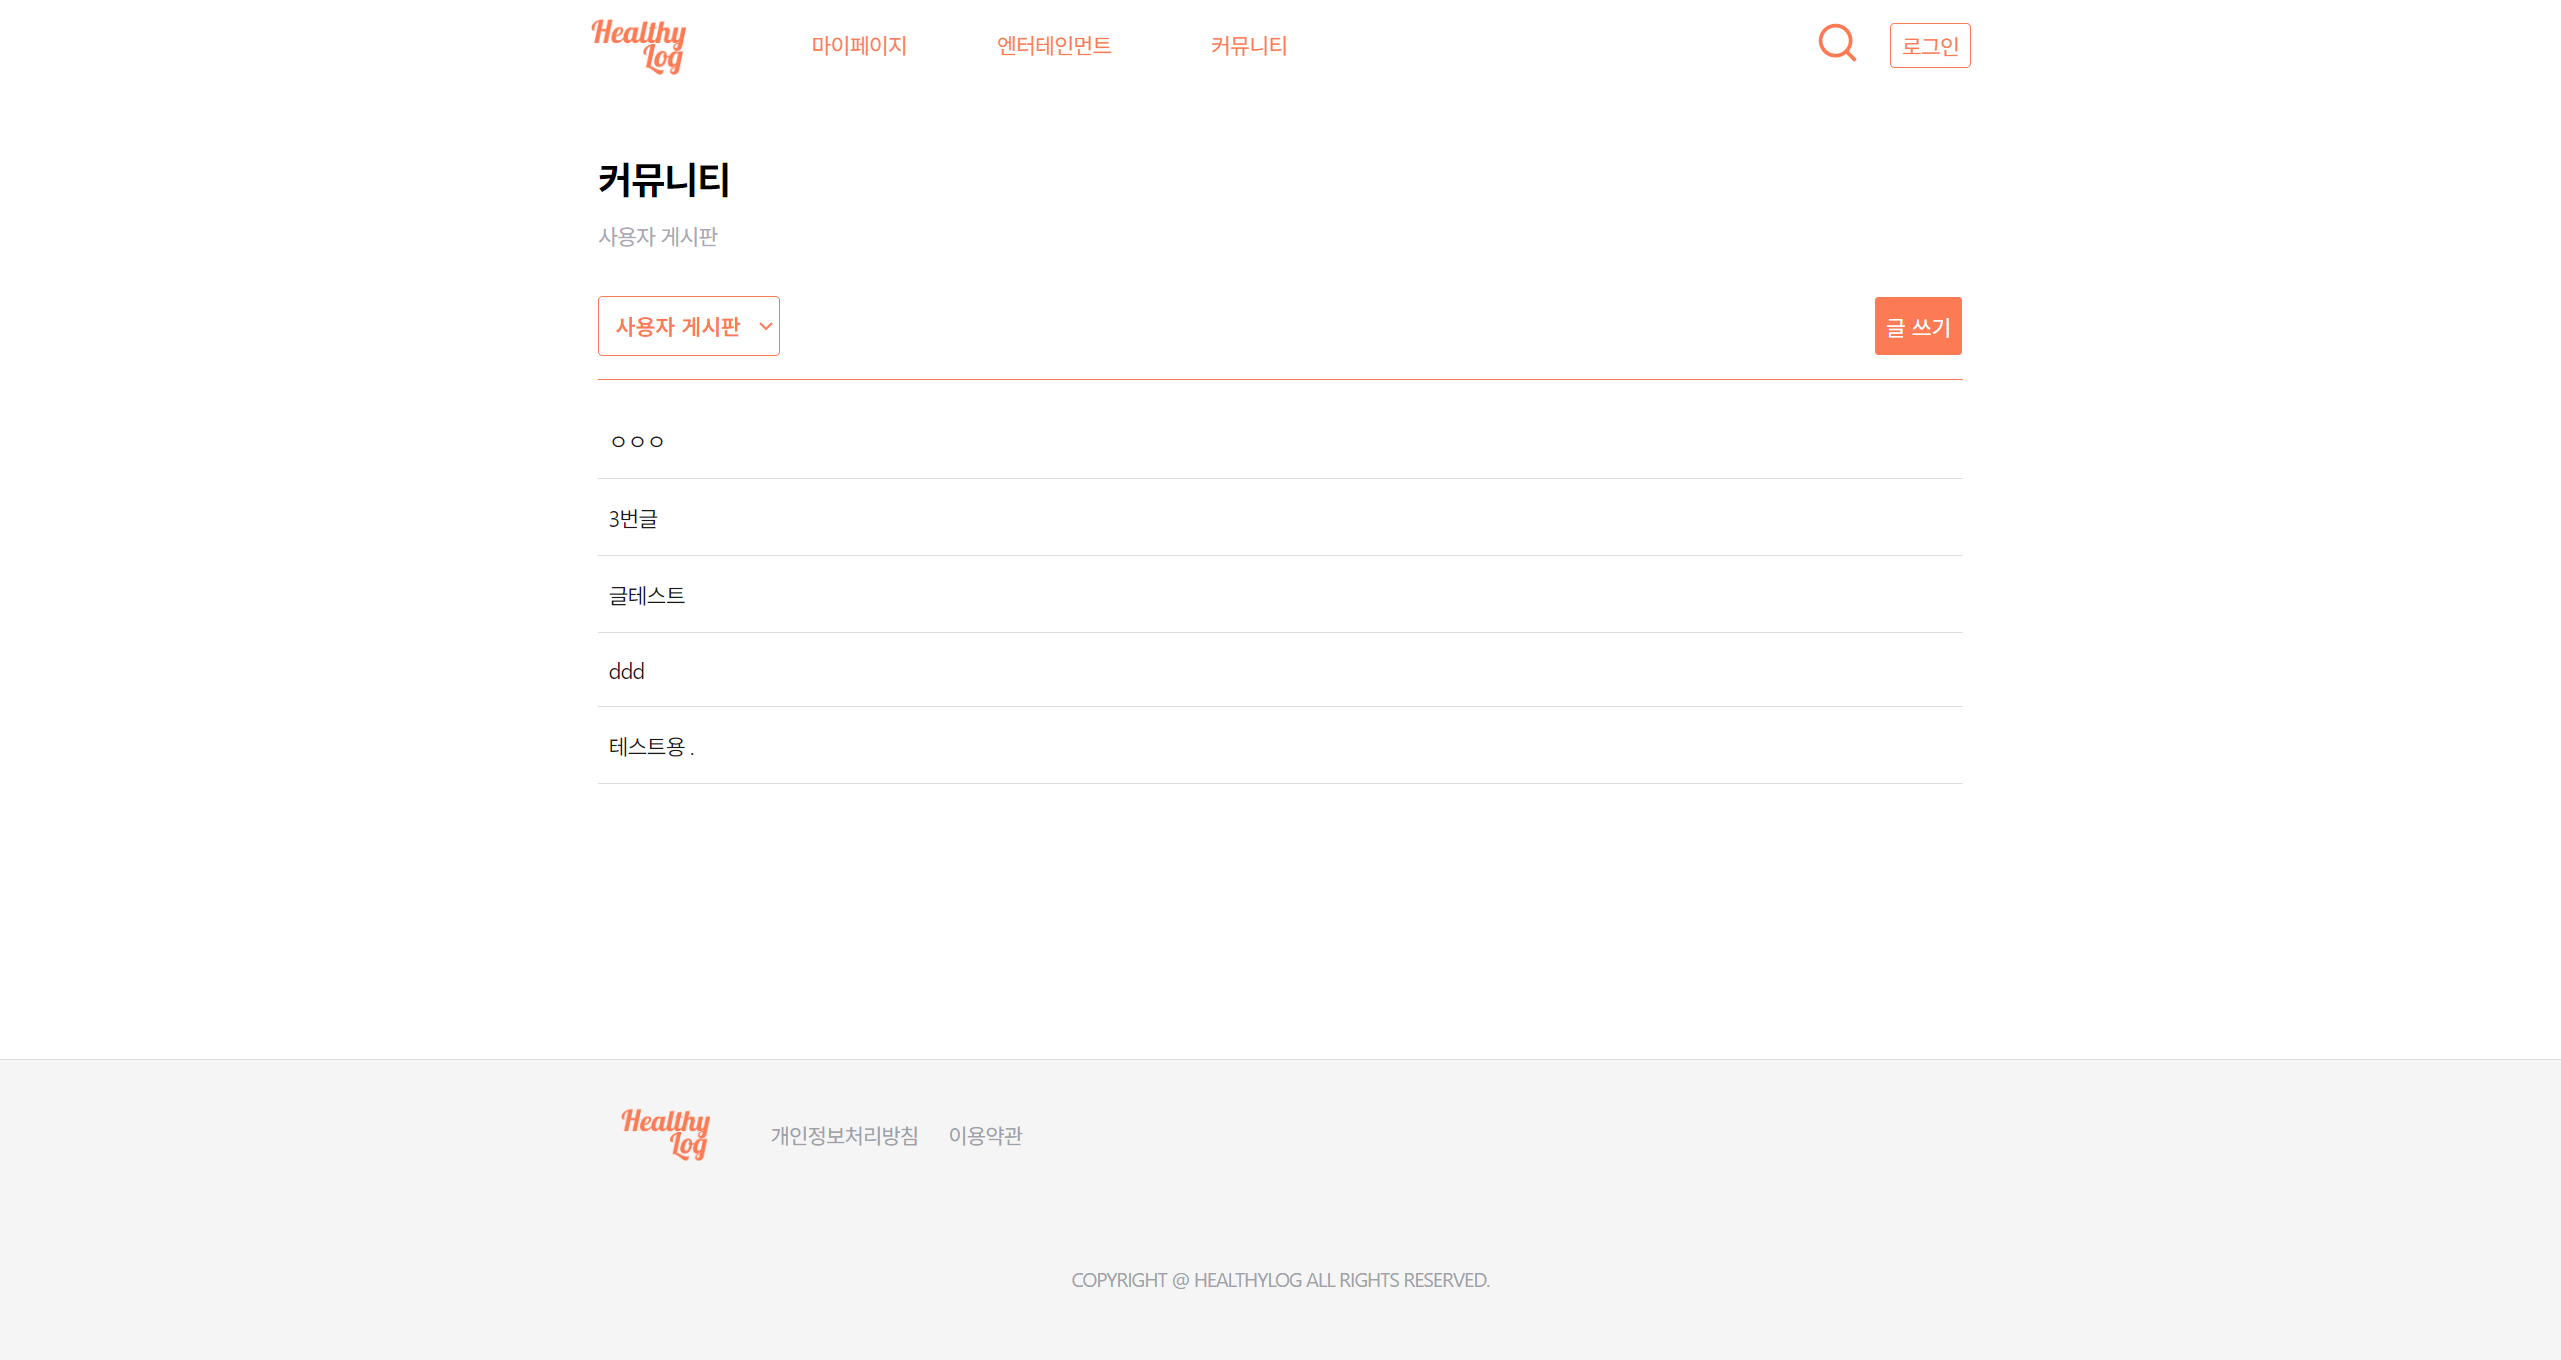 Healthy Log
마이페이지 엔터테인먼트 커뮤니티 로그인
커뮤니티
사용자 게시판
사용자 게시판 글 쓰기
ㅇㅇㅇ
3번글
글테스트
ddd
테스트용 .
Healthy Log
개인정보처리방침 이용약관
COPYRIGHT @ HEALTHYLOG ALL RIGHTS RESERVED.